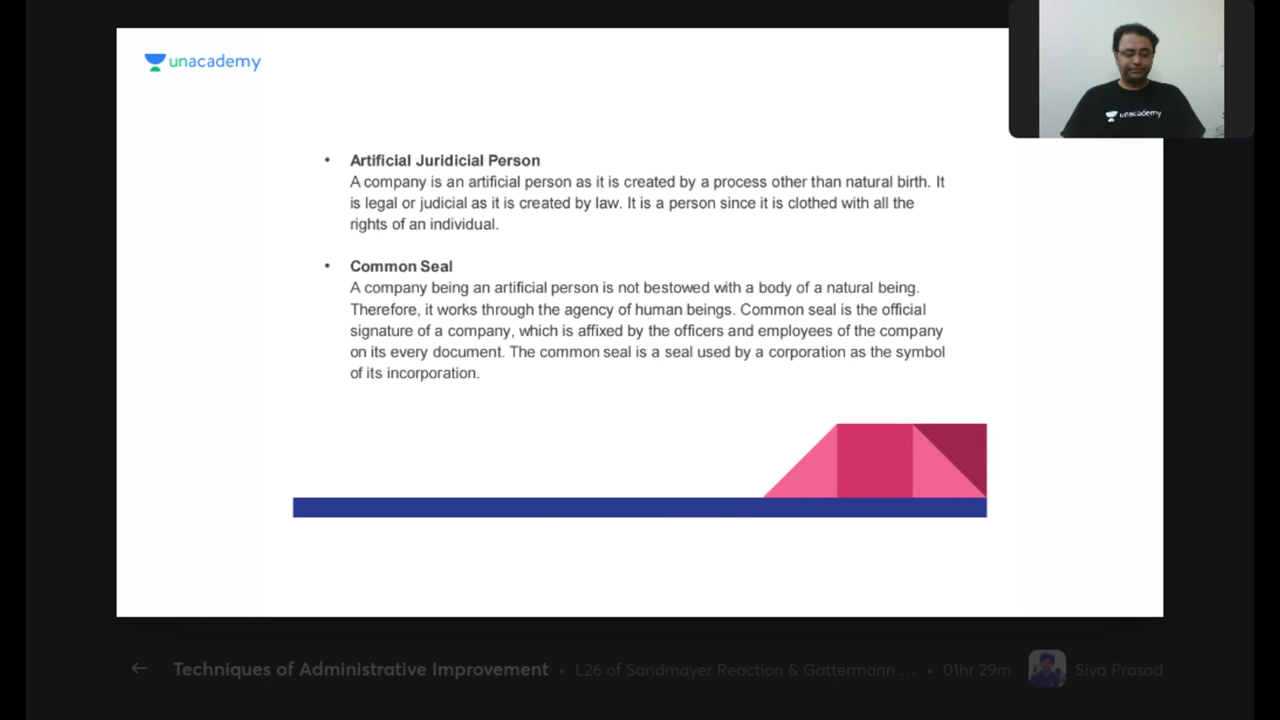 unacademy
unacademy
• Artificial Juridicial Person
A company is an artificial person as it is created by a process other than natural birth. It
is legal or judicial as it is created by law. It is a person since it is clothed with all the
rights of an individual.
• Common Seal
A company being an artificial person is not bestowed with a body of a natural being.
Therefore, it works through the agency of human beings. Common seal is the official
signature of a company, which is affixed by the officers and employees of the company
on its every document. The common seal is a seal used by a corporation as the symbol
of its incorporation.
Techniques of Administrative Improvement • L26 of Sandmayer Reaction & Gattermann ... • 01hr 29m Siva Prasad